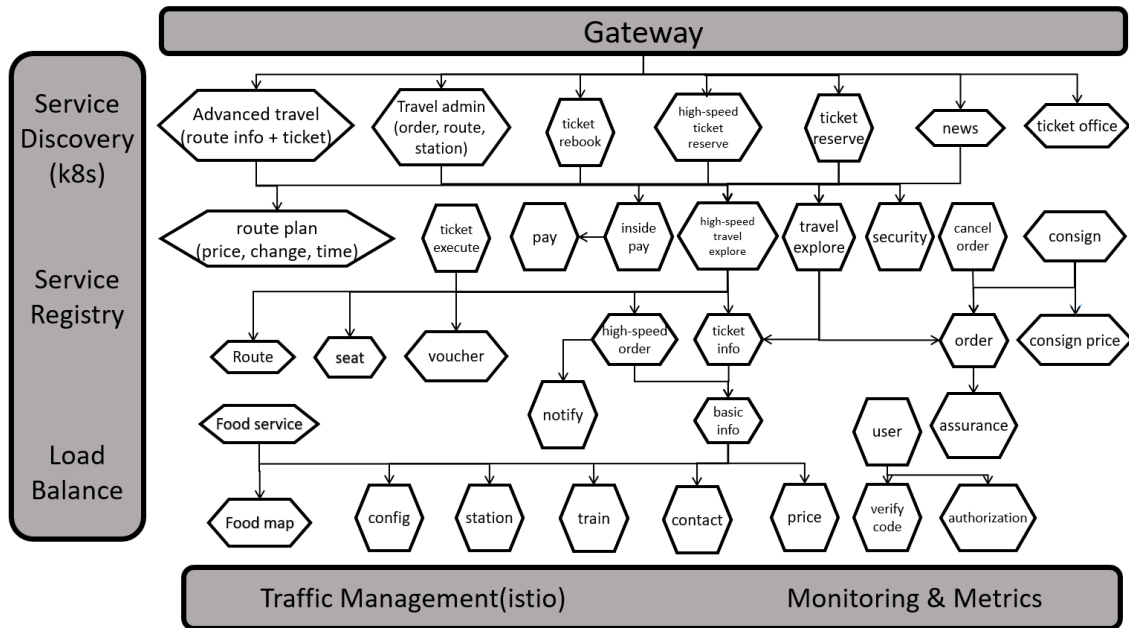 Gateway
Service
Discovery
(k8s)
Service
Registry
Load
Balance
Advanced travel
(route info + ticket)
Travel admin
(order, route,
station)
ticket
rebook
high-speed
ticket
reserve
ticket
reserve
news
ticket office
route plan
(price, change, time)
ticket
execute
pay
inside
pay
high-speed
travel
explore
travel
explore
security
cancel
order
consign
Route
seat
voucher
high-speed
order
ticket
info
order
consign price
Food service
notify
basic
info
user
assurance
Food map
config
station
train
contact
price
verify
code
authorization
Traffic Management(istio)
Monitoring & Metrics